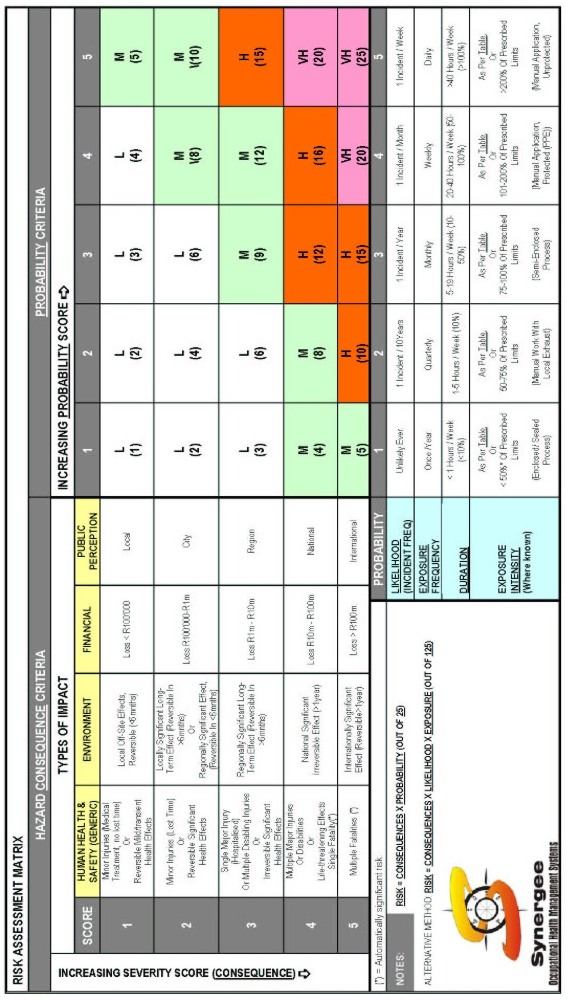 RISK ASSESSMENT MATRIX
HAZARD CONSEQUENCE CRITERIA
PROBABILITY CRITERIA
TYPES OF IMPACT
INCREASING PROBABILITY SCORE ⇨
INCREASING SEVERITY SCORE (CONSEQUENCE) ⇨
SCORE
HUMAN HEALTH &
SAFETY (GENERIC)
ENVIRONMENT
FINANCIAL
PUBLIC
PERCEPTION
1
2
3
4
5
1
Minor Injuries (Medical
Treatment, no lost time)
Or
Reversible Mild/transient
Health Effects
Local Off-Site Effects,
Reversible (<6mnths)
Loss < R100'000
Local
L
(1)
L
(2)
L
(3)
L
(4)
M
(5)
2
Minor Injuries (Lost Time)
Or
Reversible Significant
Health Effects
Locally Significant Long-
Term Effect (Reversible In
>6mnths)
Or
Regionally Significant Effect,
(Reversible In <6mnths)
Loss R100'000-R1m
City
L
(2)
L
(4)
L
(6)
M
\(8)
M
\(10)
3
Single Major Injury
(Hospitalised)
Or Multiple Disabling Injuries
Or
Irreversible Significant
Health Effects
Regionally Significant Long-
Term Effect (Reversible In
>6mnths)
Loss R1m - R10m
Region
L
(3)
L
(6)
M
(9)
M
(12)
H
(15)
4
Multiple Major Injuries
Or Disabilities
Or
Life-threatening Effects
Single Fatality(*)
National Significant
Irreversible Effect (>1year)
Loss R10m - R100m
National
M
(4)
M
(8)
H
(12)
H
(16)
VH
(20)
5
Multiple Fatalities (*)
Internationally Significant
Effect (Reversible>1year)
Loss > R100m
International
M
(5)
H
(10)
H
(15)
VH
(20)
VH
(25)
(*) = Automatically significant risk.
PROBABILITY
1
2
3
4
5
NOTES:
RISK = CONSEQUENCES X PROBABILITY (OUT OF 25)
ALTERNATIVE METHOD: RISK = CONSEQUENCES X LIKELIHOOD X EXPOSURE (OUT OF 125)
LIKELIHOOD
(INCIDENT FREQ)
Unlikely Ever.
1 Incident / 10Years
1 Incident / Year
1 Incident / Month
1 Incident / Week
EXPOSURE
FREQUENCY
Once /Year.
Quarterly.
Monthly
Weekly
Daily
DURATION
< 1 Hours / Week
(<10%)
1-5 Hours / Week (10%)
5-19 Hours / Week (10-
50%)
20-40 Hours / Week (50-
100%)
>40 Hours / Week
(>100%)
EXPOSURE
INTENSITY
(Where known)
As Per Table,
Or
< 50%* Of Prescribed
Limits
(Enclosed/ Sealed
Process)
As Per Table,
Or
50-75% Of Prescribed
Limits
(Manual Work With
Local Exhaust)
As Per Table,
Or
75-100% Of Prescribed
Limits
(Semi-Enclosed
Process)
As Per Table,
Or
101-200% Of Prescribed
Limits
(Manual Application,
Protected (PPE))
As Per Table,
Or
>200% Of Prescribed
Limits
(Manual Application,
Unprotected)
Synergee
Occupational Health Management Systems